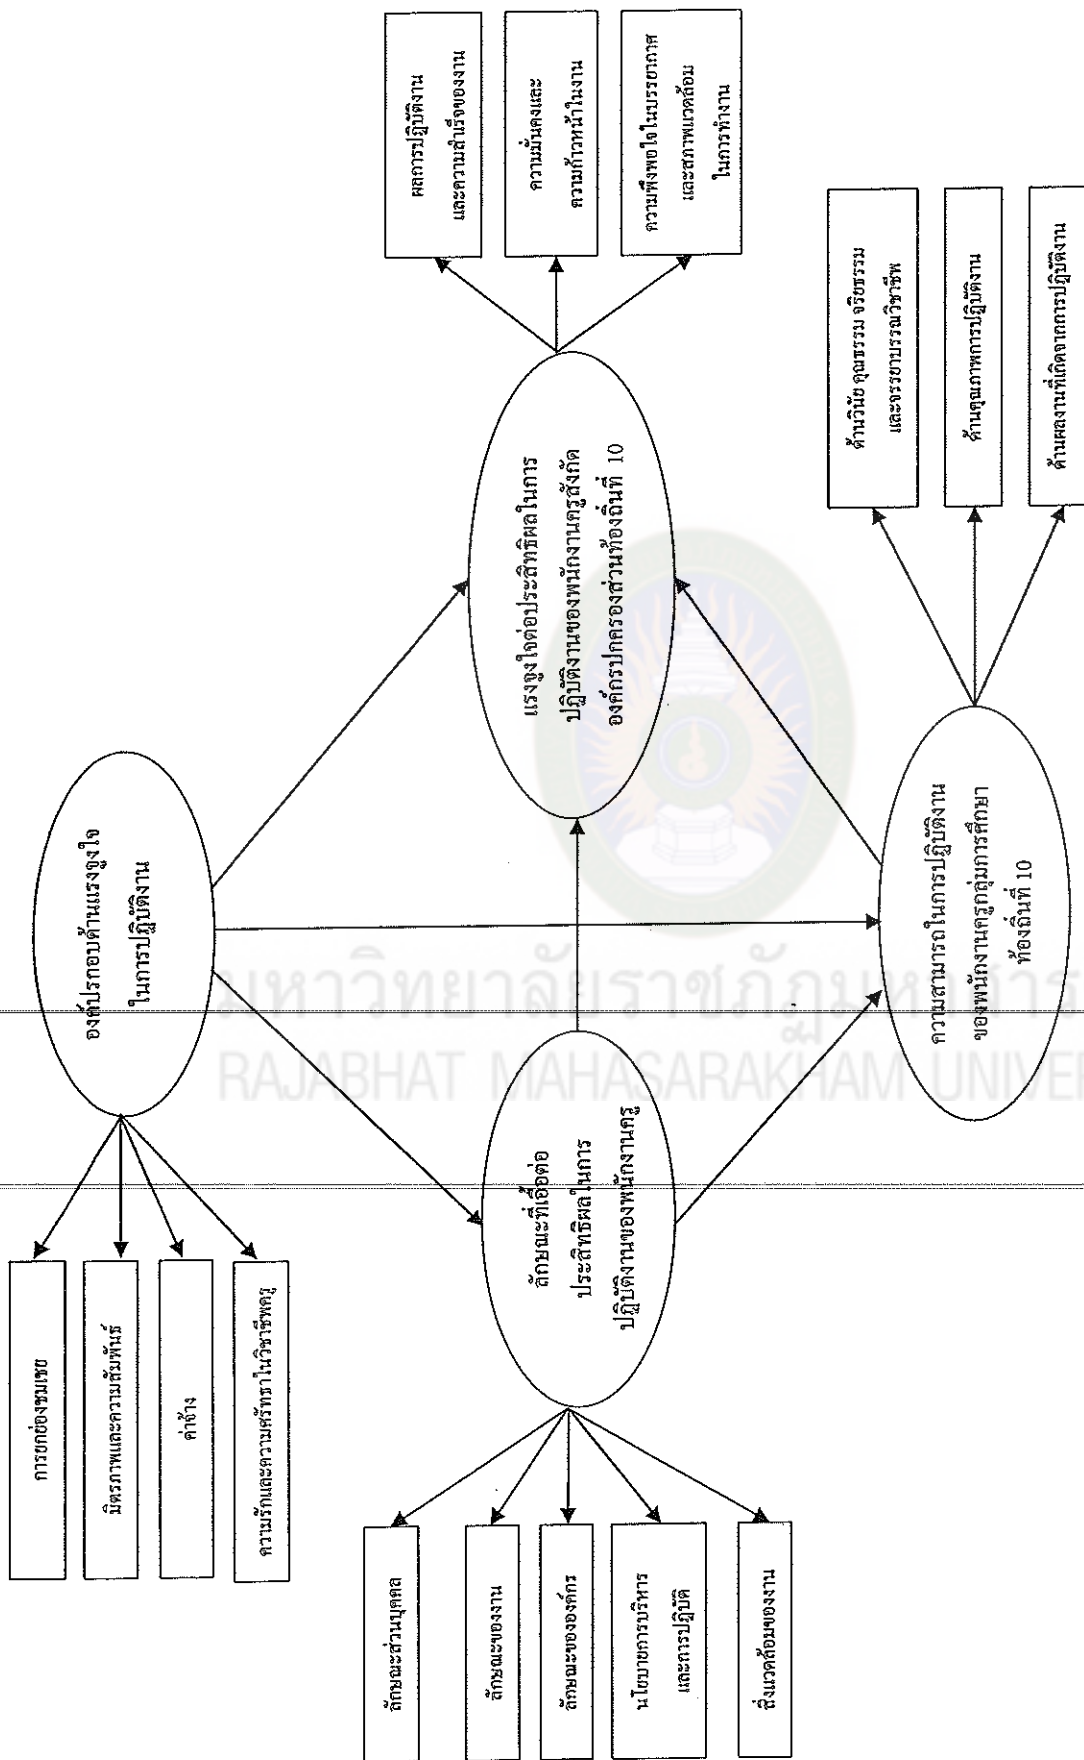 การยกย่องชมเชย
มิตรภาพและความสัมพันธ์
ค่าจ้าง
ความรักและความศรัทธาในวิชาชีพครู
องค์ประกอบด้านแรงจูงใจ
ในการปฏิบัติงาน
ลักษณะส่วนบุคคล
ลักษณะของงาน
ลักษณะขององค์กร
นโยบายการบริหาร
และการปฏิบัติ
สิ่งแวดล้อมของงาน
ลักษณะที่เอื้อต่อ
ประสิทธิผลในการ
ปฏิบัติงานของพนักงานครู
แรงจูงใจต่อประสิทธิผลในการ
ปฏิบัติงานของพนักงานครูสังกัด
องค์กรปกครองส่วนท้องถิ่นที่ 10
ผลการปฏิบัติงาน
และความสำเร็จของงาน
ความมั่นคงและ
ความก้าวหน้าในงาน
ความพึงพอใจในบรรยากาศ
และสภาพแวดล้อม
ในการทำงาน
ความสามารถในการปฏิบัติงาน
ของพนักงานครูกลุ่มการศึกษา
ท้องถิ่นที่ 10
ด้านวินัย คุณธรรม จริยธรรม
และจรรยาบรรณวิชาชีพ
ด้านคุณภาพการปฏิบัติงาน
ด้านผลงานที่เกิดจากการปฏิบัติงาน
มหาวิทยาลัยราชภัฏมหาสาร
RAJABHAT MAHASARAKHAM UNIVER